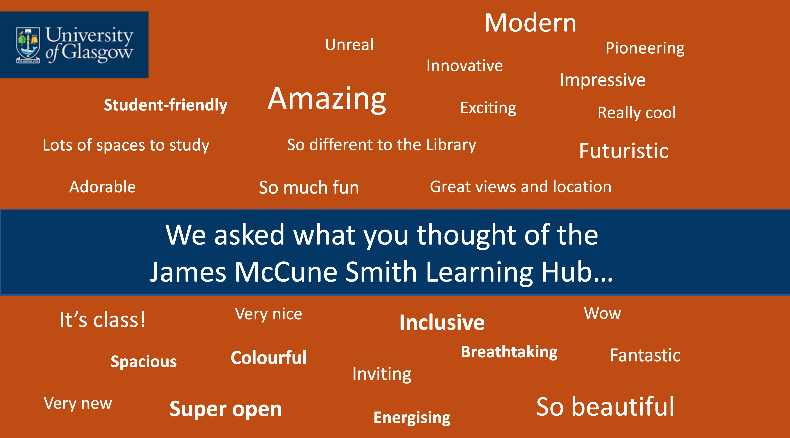 University
of Glasgow
Modern
Unreal
Pioneering
Innovative
Impressive
Amazing
Student-friendly
Exciting
Really cool
Lots of spaces to study
So different to the Library
Futuristic
Adorable
So much fun
Great views and location
We asked what you thought of the
James McCune Smith Learning Hub…
It's class!
Very nice
Inclusive
Wow
Spacious
Colourful
Breathtaking
Fantastic
Inviting
Very new
Super open
Energising
So beautiful